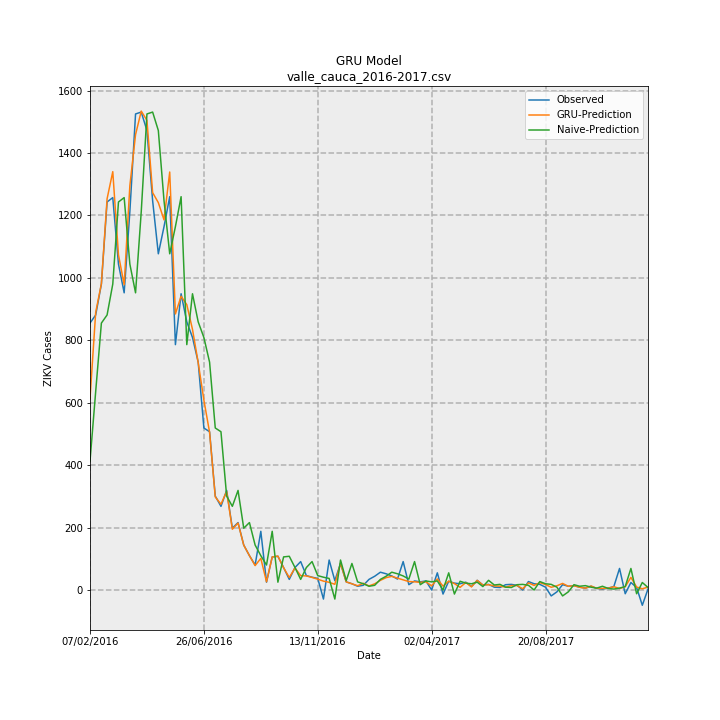 GRU Model
valle_cauca_2016-2017.csv
Observed
GRU-Prediction
Naive-Prediction
1600
1400
1200
1000
800
600
400
200
0
ZIKV Cases
07/02/2016
26/06/2016
13/11/2016
02/04/2017
20/08/2017
Date